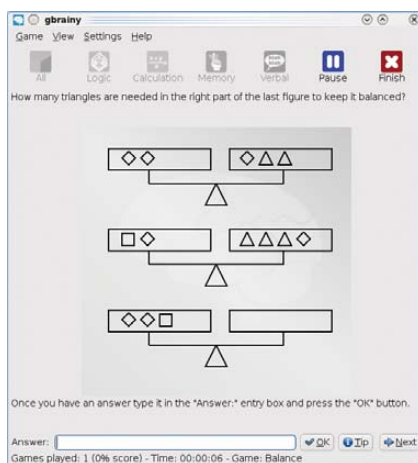 gbrainy
Game View Settings Help
All Logic Calculation Memory Verbal Pause Finish
How many triangles are needed in the right part of the last figure to keep it balanced?
Once you have an answer type it in the "Answer:" entry box and press the "OK" button.
Answer: OK Tip Next
Games played: 1 (0% score) - Time: 00:00:06 - Game: Balance